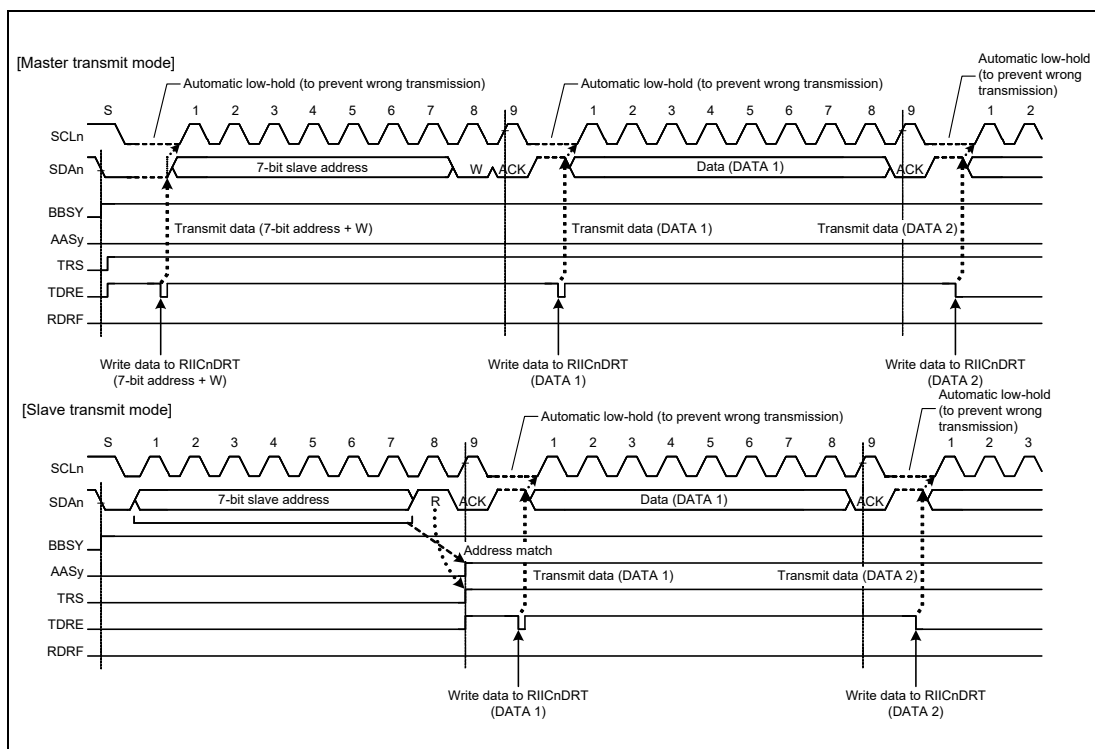 [Master transmit mode]
Automatic low-hold (to prevent wrong transmission)
Automatic low-hold (to prevent wrong transmission)
Automatic low-hold
(to prevent wrong
transmission)
S 1 2 3 4 5 6 7 8 9 1 2 3 4 5 6 7 8 9 1 2
SCLn
SDAn 7-bit slave address W ACK Data (DATA 1) ACK
BBSY
Transmit data (7-bit address + W) Transmit data (DATA 1) Transmit data (DATA 2)
AASy
TRS
TDRE
RDRF
Write data to RIICnDRT
(7-bit address + W)
Write data to RIICnDRT
(DATA 1)
Write data to RIICnDRT
(DATA 2)
[Slave transmit mode]
Automatic low-hold (to prevent wrong transmission)
Automatic low-hold
(to prevent wrong
transmission)
S 1 2 3 4 5 6 7 8 9 1 2 3 4 5 6 7 8 9 1 2 3
SCLn
SDAn 7-bit slave address R ACK Data (DATA 1) ACK
BBSY
Address match
AASy
Transmit data (DATA 1) Transmit data (DATA 2)
TRS
TDRE
RDRF
Write data to RIICnDRT
(DATA 1)
Write data to RIICnDRT
(DATA 2)